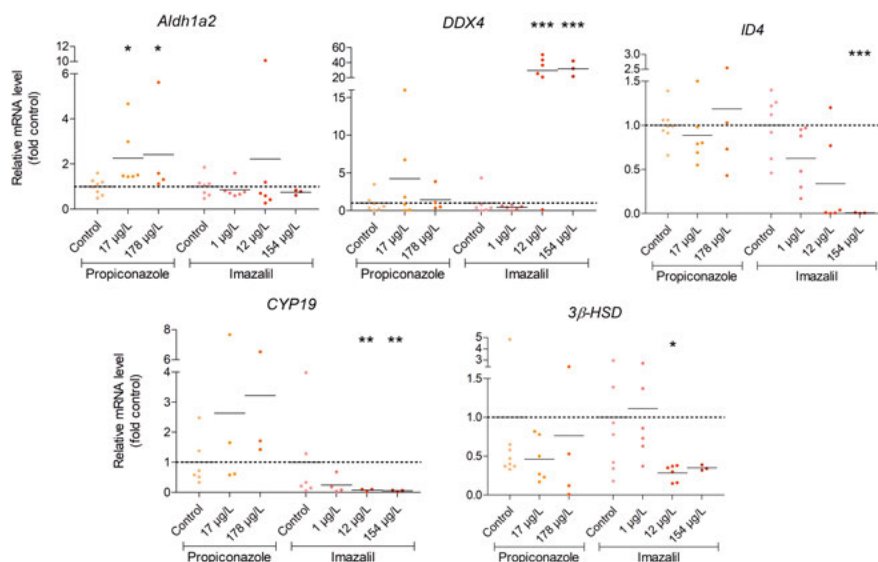 Aldh1a2
DDX4
ID4
Relative mRNA level
(fold control)
12
10
8
6
4
2
0
* *
Control
17 µg/L
178 µg/L
Control
1 µg/L
12 µg/L
154 µg/L
Propiconazole
Imazalil
60
50
40
30
20
15
10
5
0
*** ***
Control
17 µg/L
178 µg/L
Control
1 µg/L
12 µg/L
154 µg/L
Propiconazole
Imazalil
3.0
2.5
2.0
1.5
1.0
0.5
0.0
***
Control
17 µg/L
178 µg/L
Control
1 µg/L
12 µg/L
154 µg/L
Propiconazole
Imazalil
CYP19
3β-HSD
Relative mRNA level
(fold control)
8
6
4
3
2
1
0
** **
Control
17 µg/L
178 µg/L
Control
1 µg/L
12 µg/L
154 µg/L
Propiconazole
Imazalil
5
4
3
2
1.0
0.5
0.0
*
Control
17 µg/L
178 µg/L
Control
1 µg/L
12 µg/L
154 µg/L
Propiconazole
Imazalil